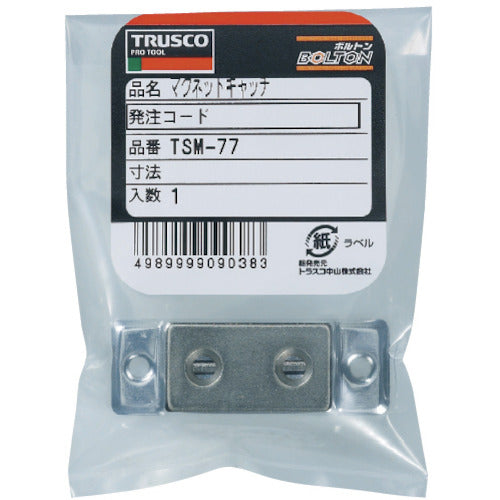 TRUSCO
PRO TOOL
ボルトン
BOLTON
品名 マグネットキャッチ
発注コード
品番 TSM-77
寸法
入数 1
4989999090383
紙 ラベル
総発売元
トラスコ中山株式会社